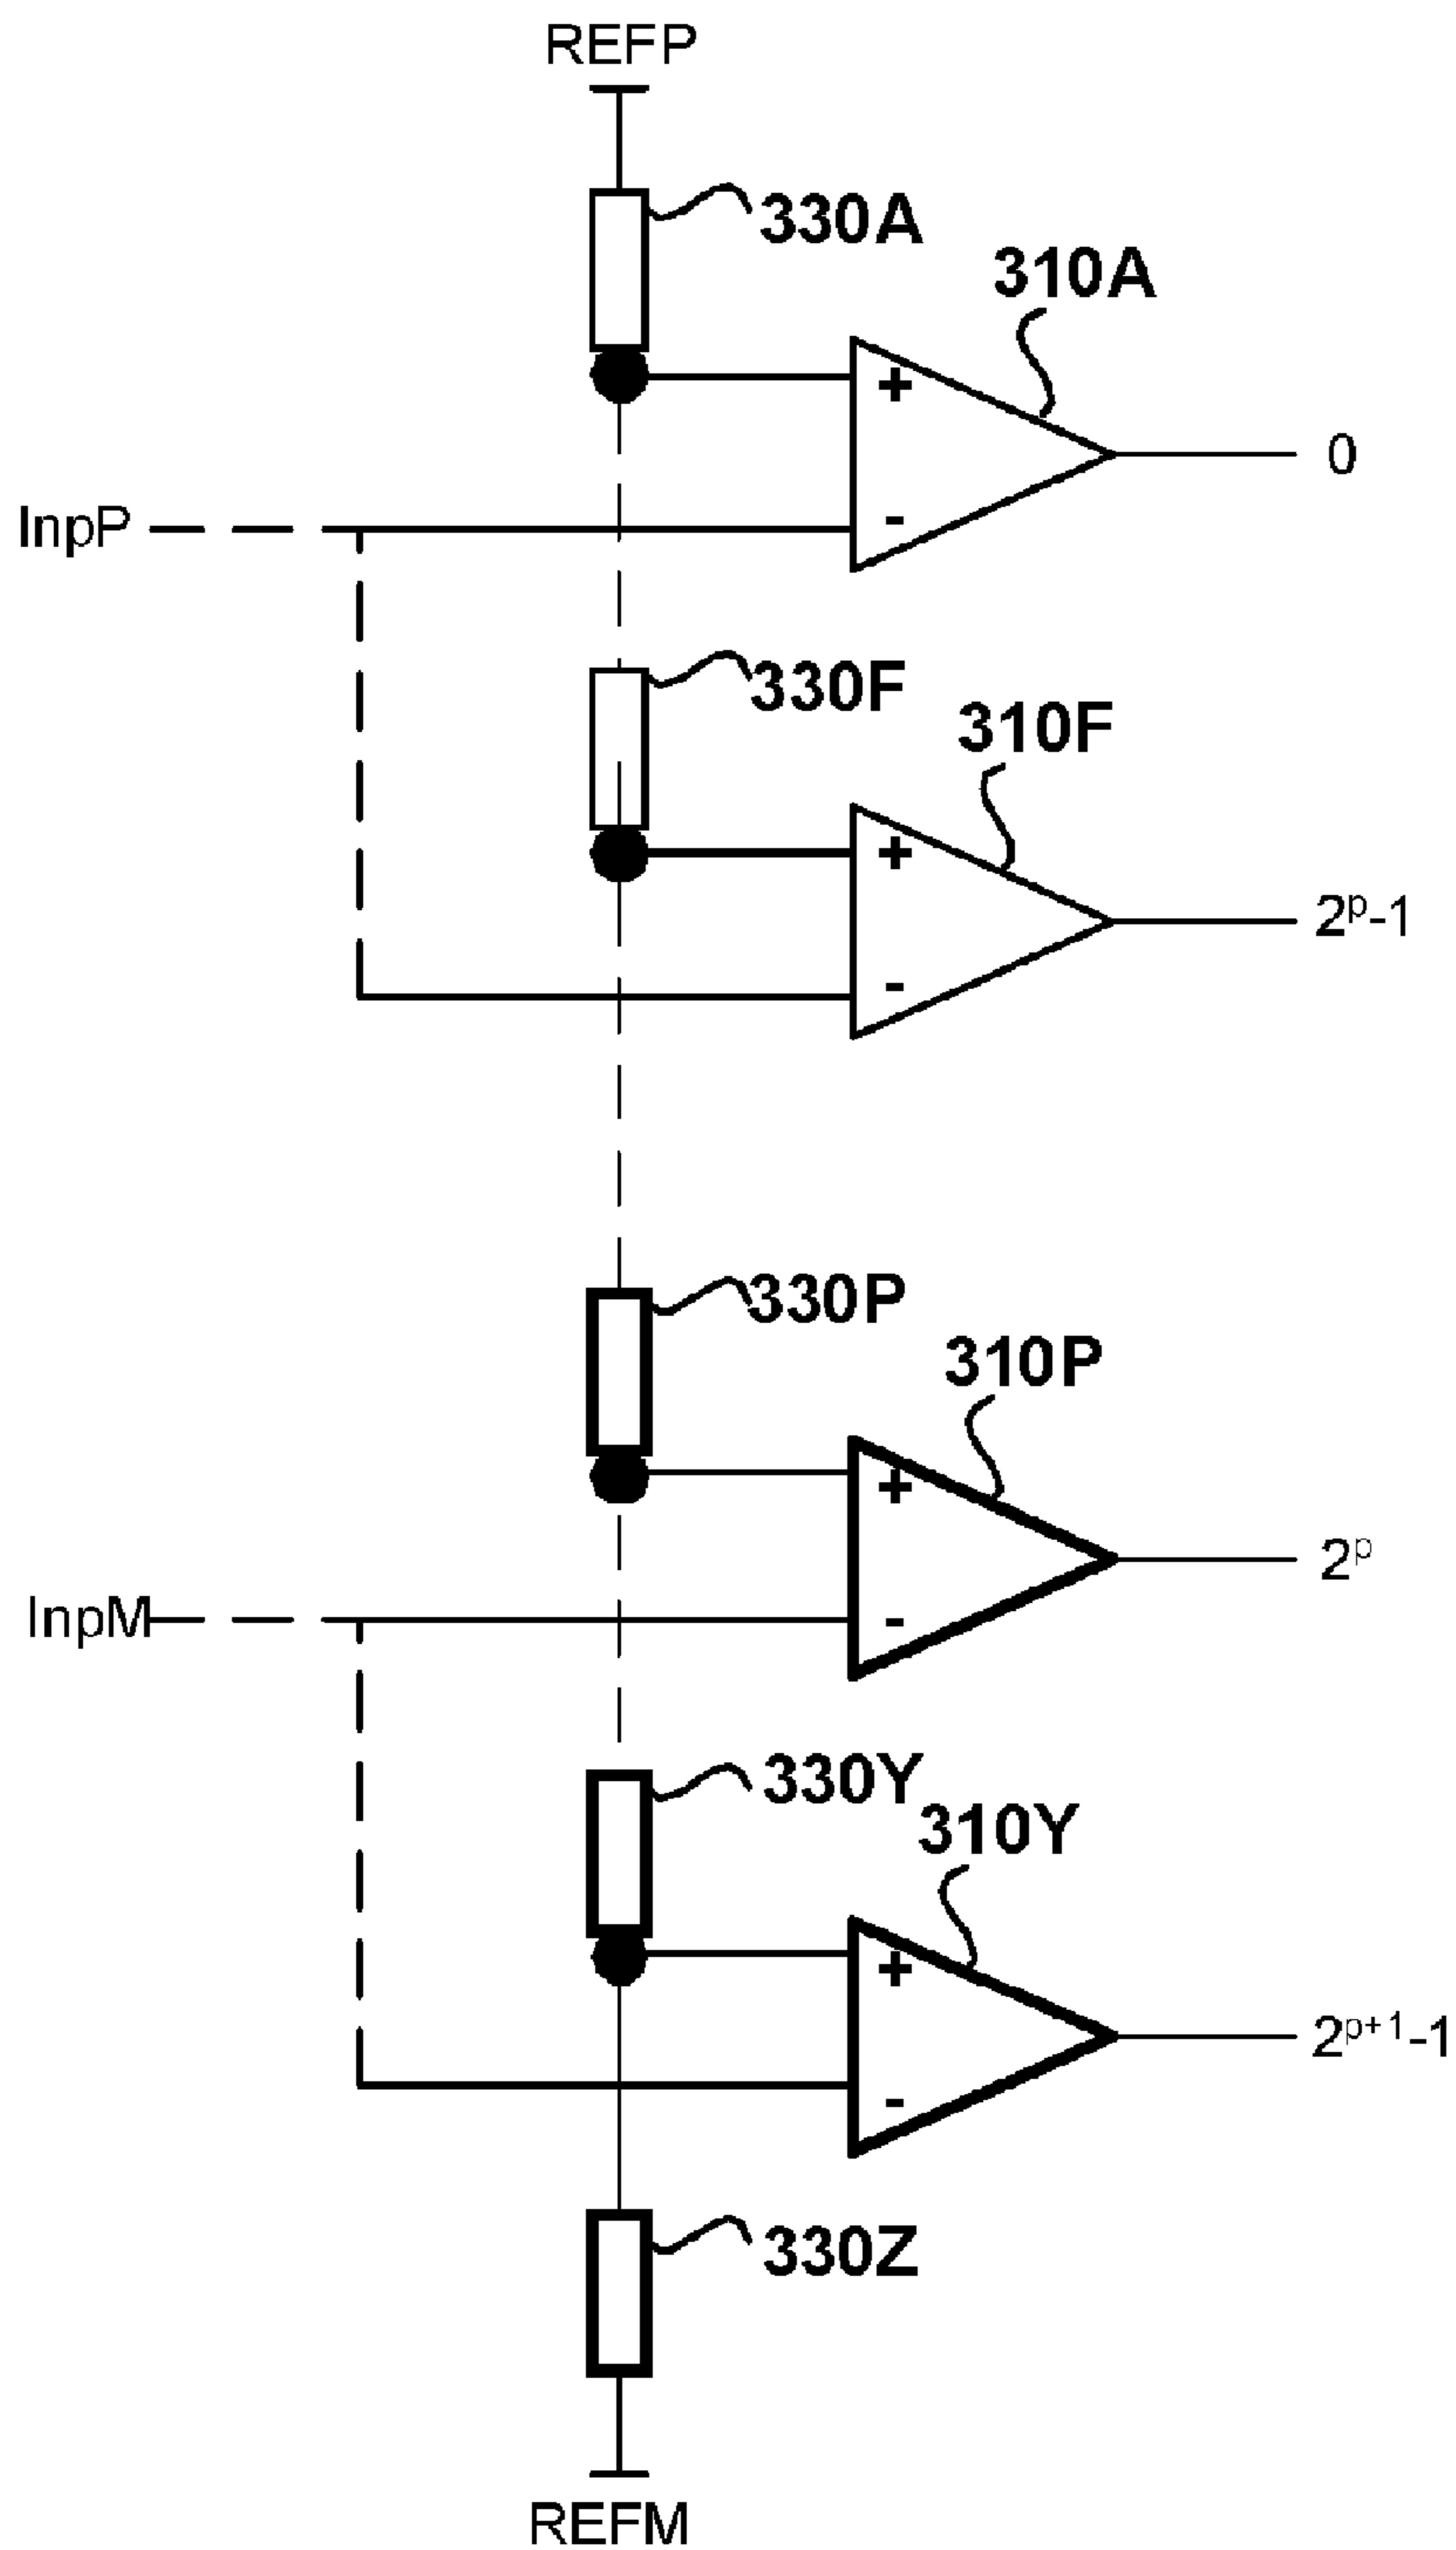 REFP
330A
310A
+
0
InpP
-
330F
310F
+
2ᵖ-1
-
330P
310P
+
2ᵖ
InpM
-
330Y
310Y
+
2ᵖ⁺¹-1
-
330Z
REFM